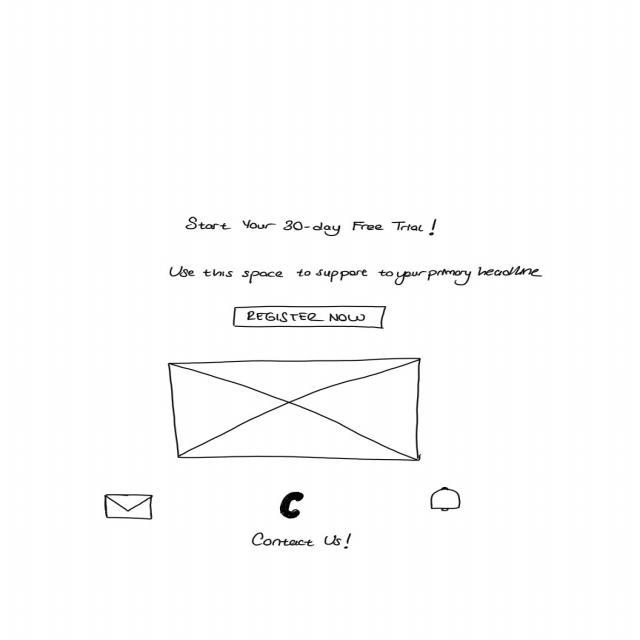 Start Your 30-day Free Trial!
Use this space to support to your primary headline
REGISTER NOW
Contact Us!